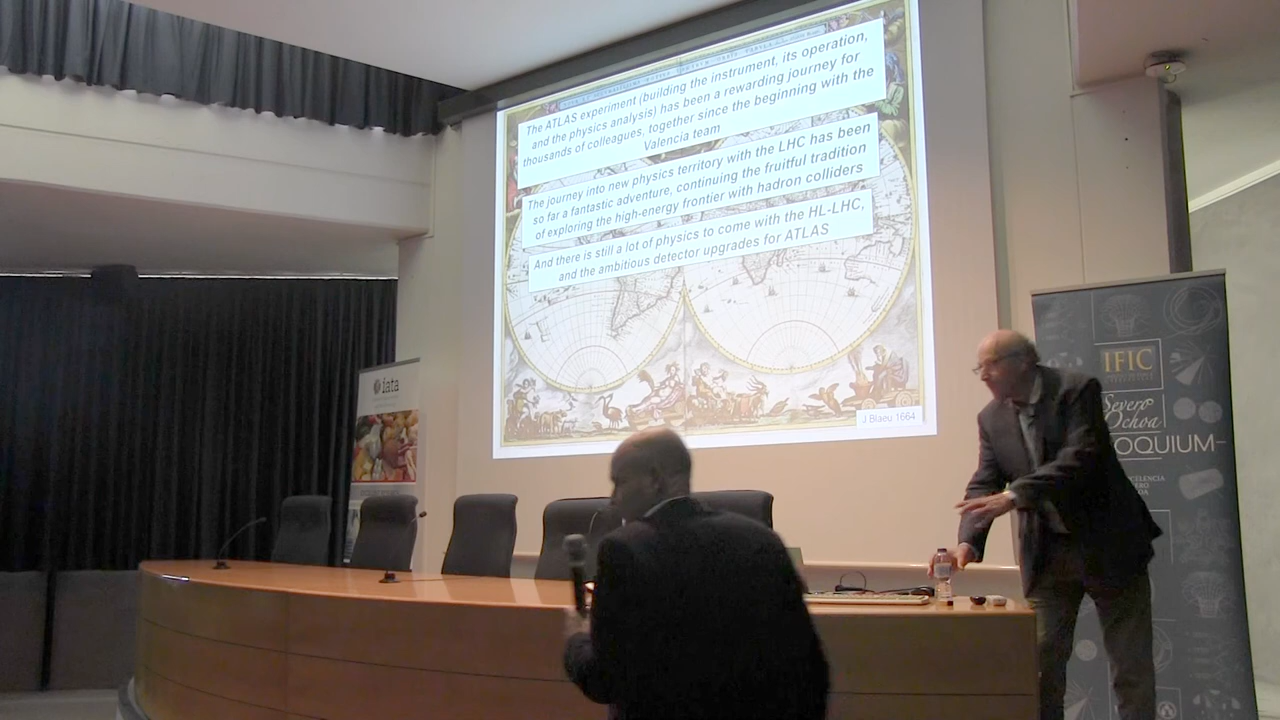 The ATLAS experiment (building the instrument, its operation,
and the physics analysis) has been a rewarding journey for
thousands of colleagues, together since the beginning with the
Valencia team
The journey into new physics territory with the LHC has been
so far a fantastic adventure, continuing the fruitful tradition
of exploring the high-energy frontier with hadron colliders
And there is still a lot of physics to come with the HL-LHC,
and the ambitious detector upgrades for ATLAS
J Blaeu 1664
iata
IFIC
Severo
Ochoa
OQUIUM